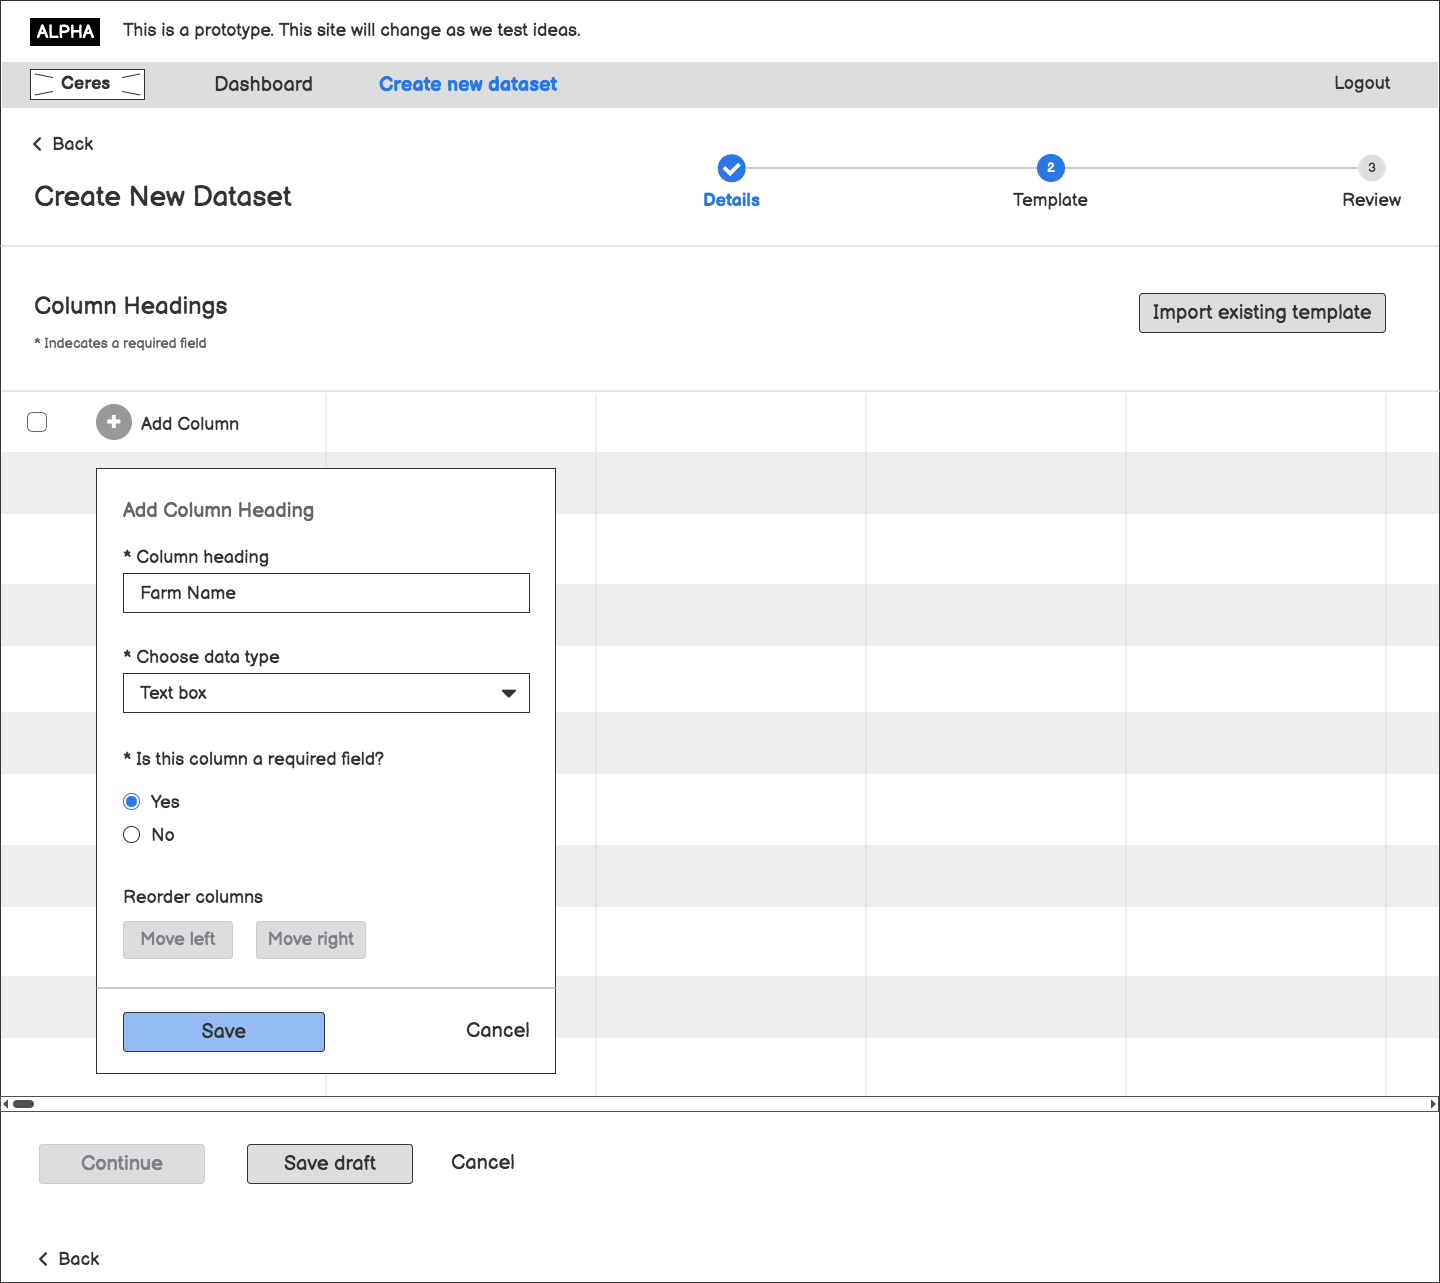 ALPHA This is a prototype. This site will change as we test ideas.
Ceres Dashboard Create new dataset Logout
Back
Create New Dataset
2 3
Details Template Review
Column Headings
Import existing template
* Indecates a required field
Add Column
Add Column Heading
* Column heading
Farm Name
* Choose data type
Text box
* Is this column a required field?
Yes
No
Reorder columns
Move left Move right
Save Cancel
Continue Save draft Cancel
Back